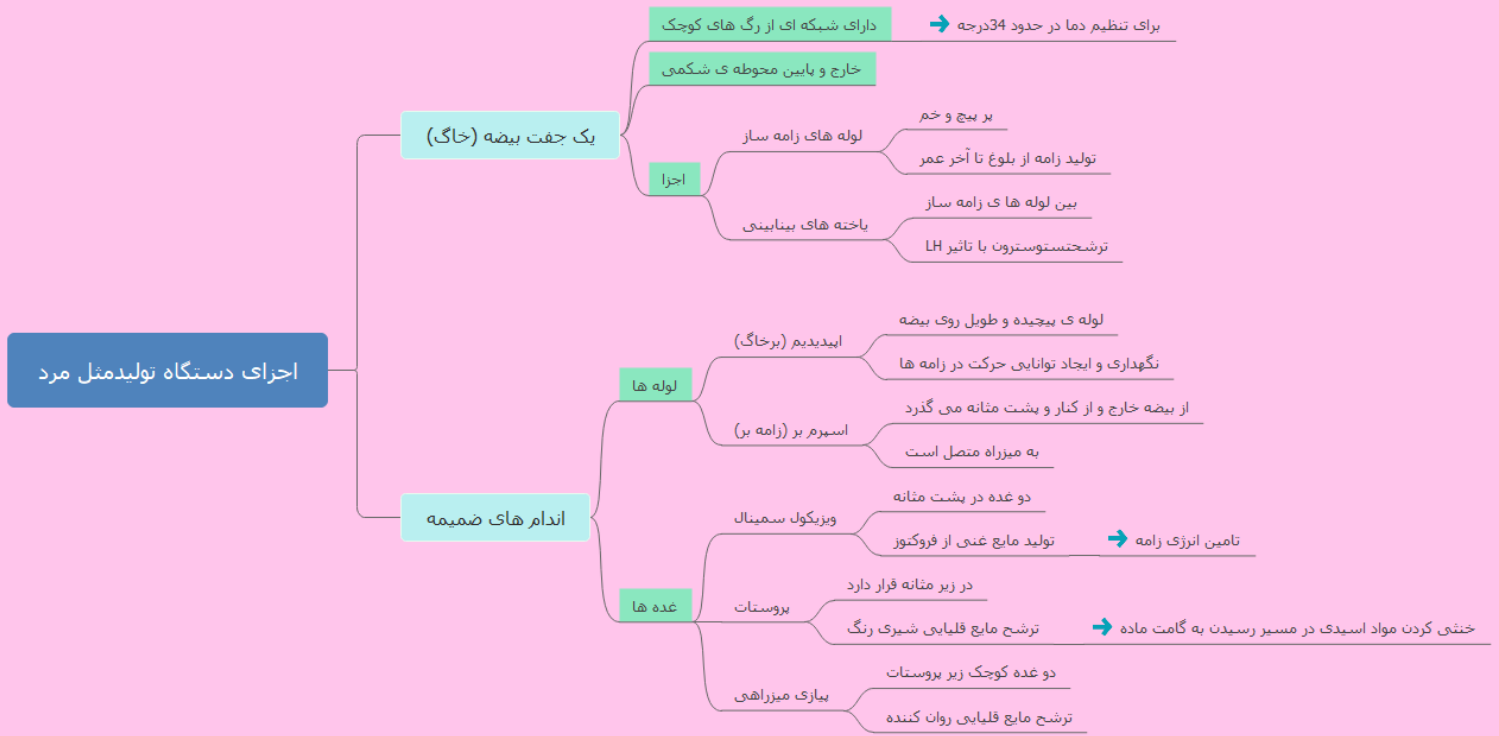 اجزای دستگاه تولیدمثل مرد
یک جفت بیضه (خاگ)
دارای شبکه ای از رگ های کوچک
برای تنظیم دما در حدود 34درجه
خارج و پایین محوطه ی شکمی
اجزا
لوله های زامه ساز
پر پیچ و خم
تولید زامه از بلوغ تا آخر عمر
یاخته های بینابینی
بین لوله ها ی زامه ساز
ترشحتستوسترون با تاثیر LH
اندام های ضمیمه
لوله ها
اپیدیدیم (برخاگ)
لوله ی پیچیده و طویل روی بیضه
نگهداری و ایجاد توانایی حرکت در زامه ها
اسپرم بر (زامه بر)
از بیضه خارج و از کنار و پشت مثانه می گذرد
به میزراه متصل است
غده ها
ویزیکول سمینال
دو غده در پشت مثانه
تولید مایع غنی از فروکتوز
تامین انرژی زامه
پروستات
در زیر مثانه قرار دارد
ترشح مایع قلیایی شیری رنگ
خنثی کردن مواد اسیدی در مسیر رسیدن به گامت ماده
پیازی میزراهی
دو غده کوچک زیر پروستات
ترشح مایع قلیایی روان کننده